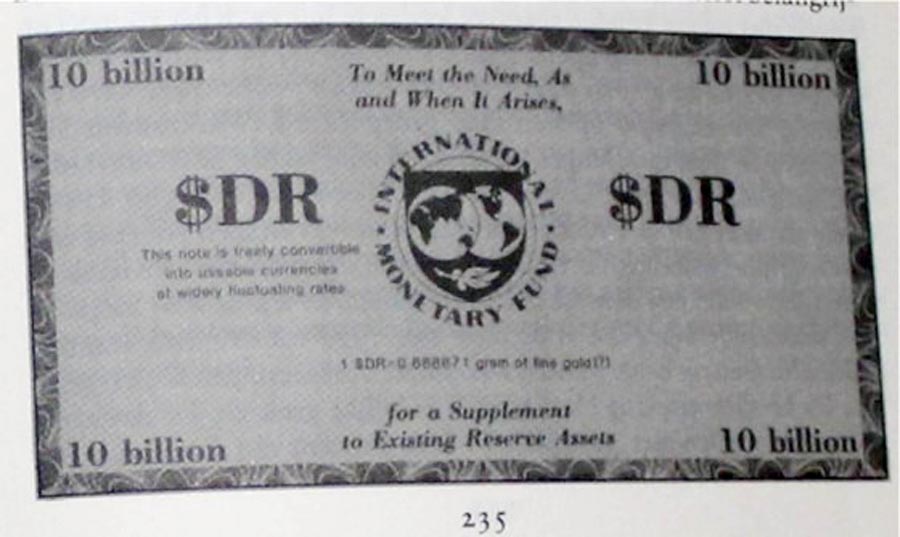 belangrij
10 billion
To Meet the Need, As
and When It Arises,
10 billion
$DR
INTERNATIONAL
MONETARY FUND
$DR
This note is freely convertible
into useable currencies
at widely fluctuating rates
1 $DR=0.888671 gram of fine gold(?)
for a Supplement
to Existing Reserve Assets
10 billion
10 billion
235